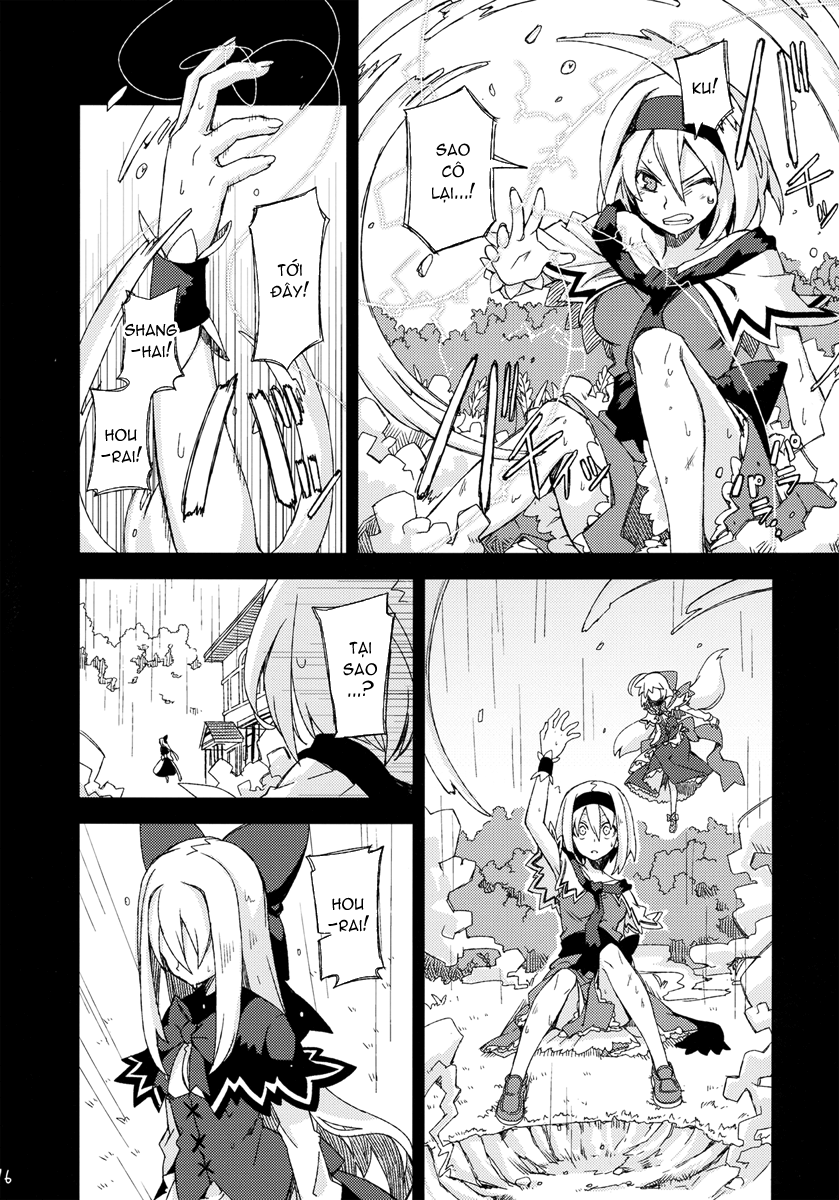 KU!
SAO
CÔ
LẠI...!
TỚI
ĐÂY!
SHANG
-HAI!
HOU
-RAI!
TẠI
SAO
...?
HOU
-RAI!
16